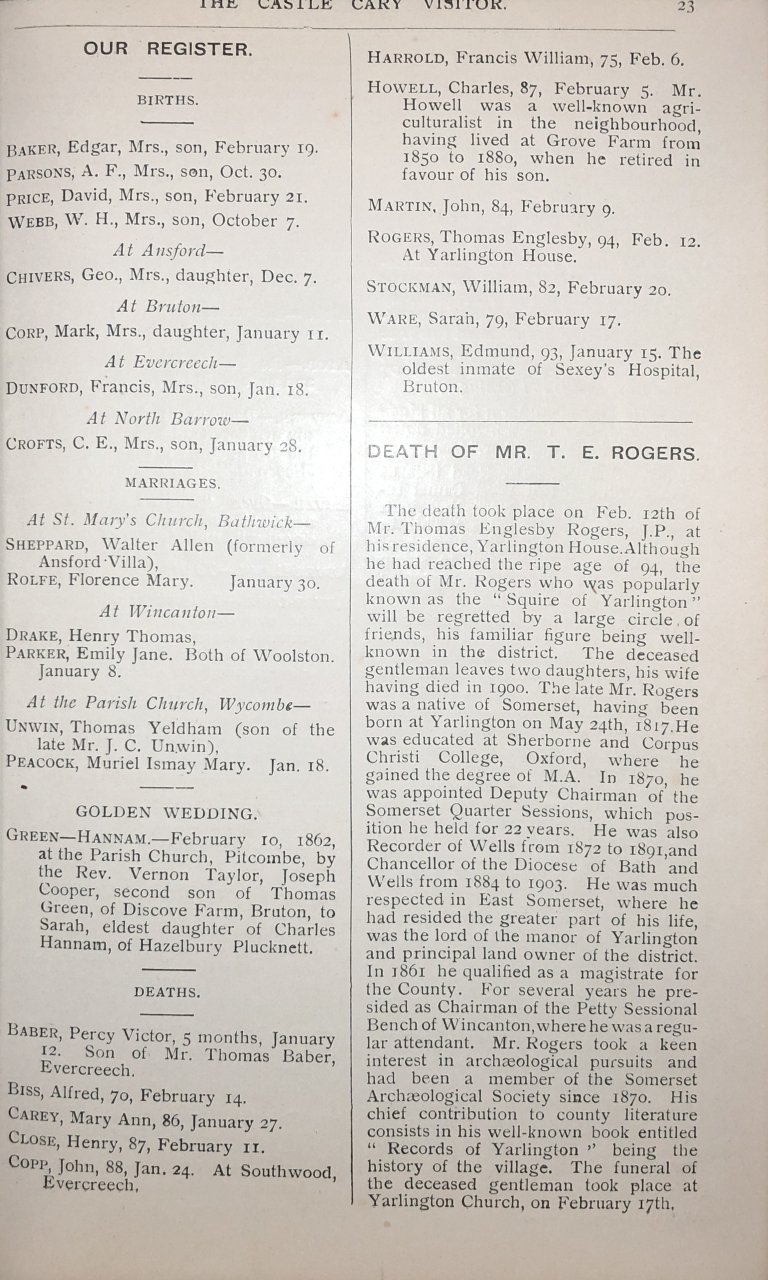 THE CASTLE CARY VISITOR. 23
OUR REGISTER.
BIRTHS.
BAKER, Edgar, Mrs., son, February 19.
PARSONS, A. F., Mrs., son, Oct. 30.
PRICE, David, Mrs., son, February 21.
WEBB, W. H., Mrs., son, October 7.
At Ansford—
CHIVERS, Geo., Mrs., daughter, Dec. 7.
At Bruton—
CORP, Mark, Mrs., daughter, January 11.
At Evercreech—
DUNFORD, Francis, Mrs., son, Jan. 18.
At North Barrow—
CROFTS, C. E., Mrs., son, January 28.
MARRIAGES.
At St. Mary's Church, Bathwick—
SHEPPARD, Walter Allen (formerly of
Ansford Villa),
ROLFE, Florence Mary. January 30.
At Wincanton—
DRAKE, Henry Thomas,
PARKER, Emily Jane. Both of Woolston.
January 8.
At the Parish Church, Wycombe—
UNWIN, Thomas Yeldham (son of the
late Mr. J. C. Unwin),
PEACOCK, Muriel Ismay Mary. Jan. 18.
GOLDEN WEDDING.
GREEN—HANNAM.—February 10, 1862,
at the Parish Church, Pitcombe, by
the Rev. Vernon Taylor, Joseph
Cooper, second son of Thomas
Green, of Discove Farm, Bruton, to
Sarah, eldest daughter of Charles
Hannam, of Hazelbury Plucknett.
DEATHS.
BABER, Percy Victor, 5 months, January
12. Son of Mr. Thomas Baber,
Evercreech.
BISS, Alfred, 70, February 14.
CAREY, Mary Ann, 86, January 27.
CLOSE, Henry, 87, February 11.
COPP, John, 88, Jan. 24. At Southwood,
Evercreech,
HARROLD, Francis William, 75, Feb. 6.
HOWELL, Charles, 87, February 5. Mr.
Howell was a well-known agri-
culturalist in the neighbourhood,
having lived at Grove Farm from
1850 to 1880, when he retired in
favour of his son.
MARTIN, John, 84, February 9.
ROGERS, Thomas Englesby, 94, Feb. 12.
At Yarlington House.
STOCKMAN, William, 82, February 20.
WARE, Sarah, 79, February 17.
WILLIAMS, Edmund, 93, January 15. The
oldest inmate of Sexey's Hospital,
Bruton.
DEATH OF MR. T. E. ROGERS.
The death took place on Feb. 12th of
Mr. Thomas Englesby Rogers, J.P., at
his residence, Yarlington House. Although
he had reached the ripe age of 94, the
death of Mr. Rogers who was popularly
known as the "Squire of Yarlington"
will be regretted by a large circle of
friends, his familiar figure being well-
known in the district. The deceased
gentleman leaves two daughters, his wife
having died in 1900. The late Mr. Rogers
was a native of Somerset, having been
born at Yarlington on May 24th, 1817. He
was educated at Sherborne and Corpus
Christi College, Oxford, where he
gained the degree of M.A. In 1870, he
was appointed Deputy Chairman of the
Somerset Quarter Sessions, which pos-
ition he held for 22 years. He was also
Recorder of Wells from 1872 to 1891, and
Chancellor of the Diocese of Bath and
Wells from 1884 to 1903. He was much
respected in East Somerset, where he
had resided the greater part of his life,
was the lord of the manor of Yarlington
and principal land owner of the district.
In 1861 he qualified as a magistrate for
the County. For several years he pre-
sided as Chairman of the Petty Sessional
Bench of Wincanton, where he was a regu-
lar attendant. Mr. Rogers took a keen
interest in archæological pursuits and
had been a member of the Somerset
Archæological Society since 1870. His
chief contribution to county literature
consists in his well-known book entitled
"Records of Yarlington" being the
history of the village. The funeral of
the deceased gentleman took place at
Yarlington Church, on February 17th.